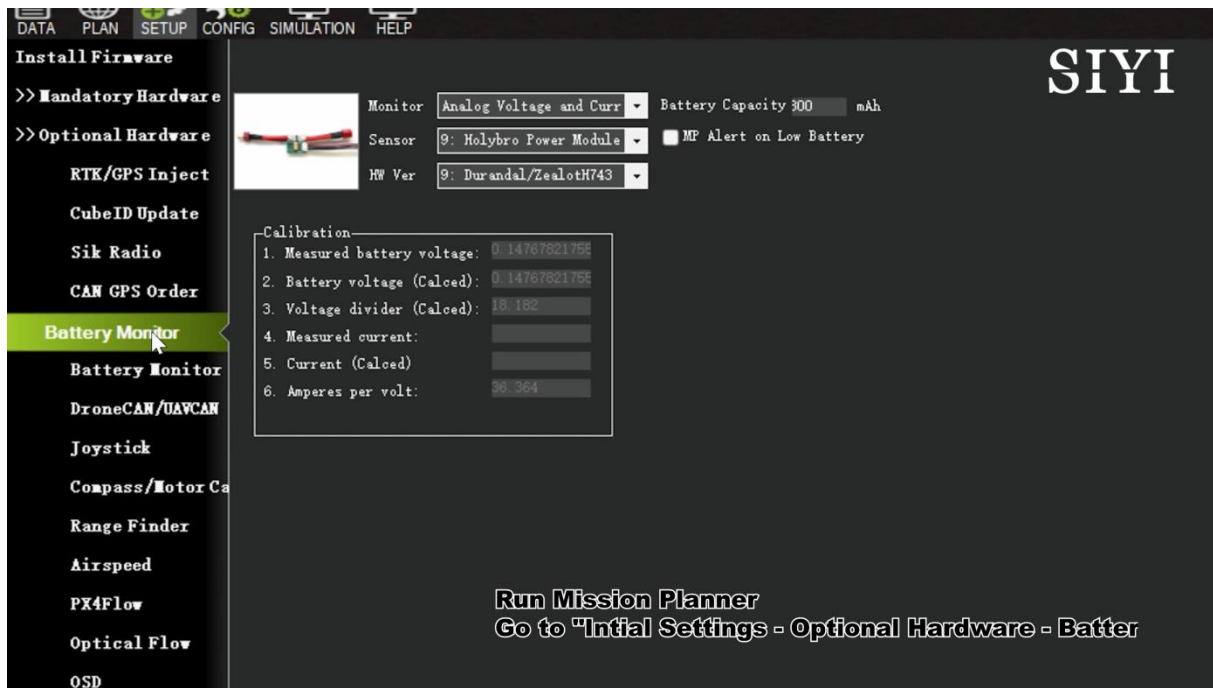 DATA PLAN SETUP CONFIG SIMULATION HELP
SIYI
Install Firmware
>> Mandatory Hardware
>> Optional Hardware
RTK/GPS Inject
CubeID Update
Sik Radio
CAN GPS Order
Battery Monitor
Battery Monitor
DroneCAN/UAVCAN
Joystick
Compass/Motor Ca
Range Finder
Airspeed
PX4Flow
Optical Flow
OSD
Monitor Analog Voltage and Curr
Battery Capacity 300 mAh
Sensor 9: Holybro Power Module
MP Alert on Low Battery
HW Ver 9: Durandal/ZealotH743
Calibration
1. Measured battery voltage: 0.14767821755
2. Battery voltage (Calced): 0.14767821755
3. Voltage divider (Calced): 18.182
4. Measured current:
5. Current (Calced)
6. Amperes per volt: 36.364
Run Mission Planner
Go to "Intial Settings - Optional Hardware - Batter